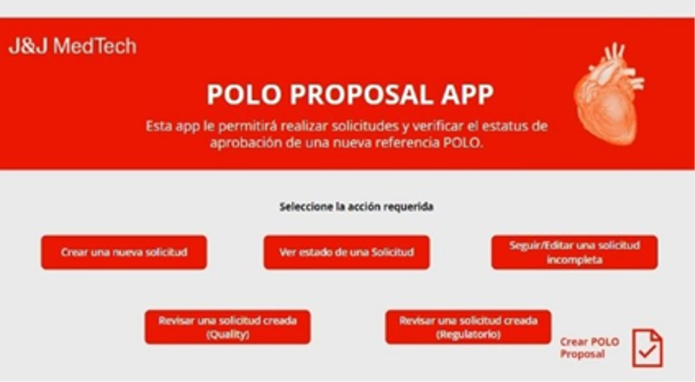 J&J MedTech
POLO PROPOSAL APP
Esta app le permitirá realizar solicitudes y verificar el estatus de
aprobación de una nueva referencia POLO.
Seleccione la acción requerida
Crear una nueva solicitud
Ver estado de una Solicitud
Seguir/Editar una solicitud
incompleta
Revisar una solicitud creada
(Quality)
Revisar una solicitud creada
(Regulatorio)
Crear POLO
Proposal